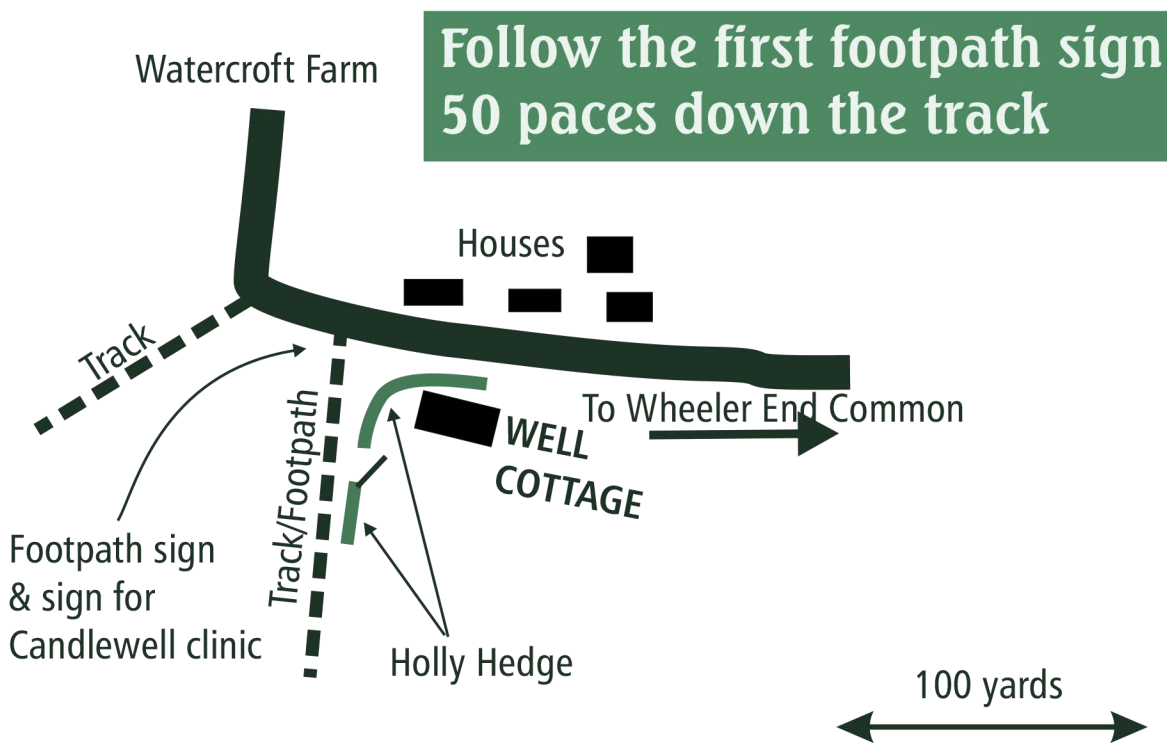 Follow the first footpath sign
50 paces down the track
Watercroft Farm
Houses
Track
To Wheeler End Common
WELL
COTTAGE
Track/Footpath
Footpath sign
& sign for
Candlewell clinic
Holly Hedge
100 yards